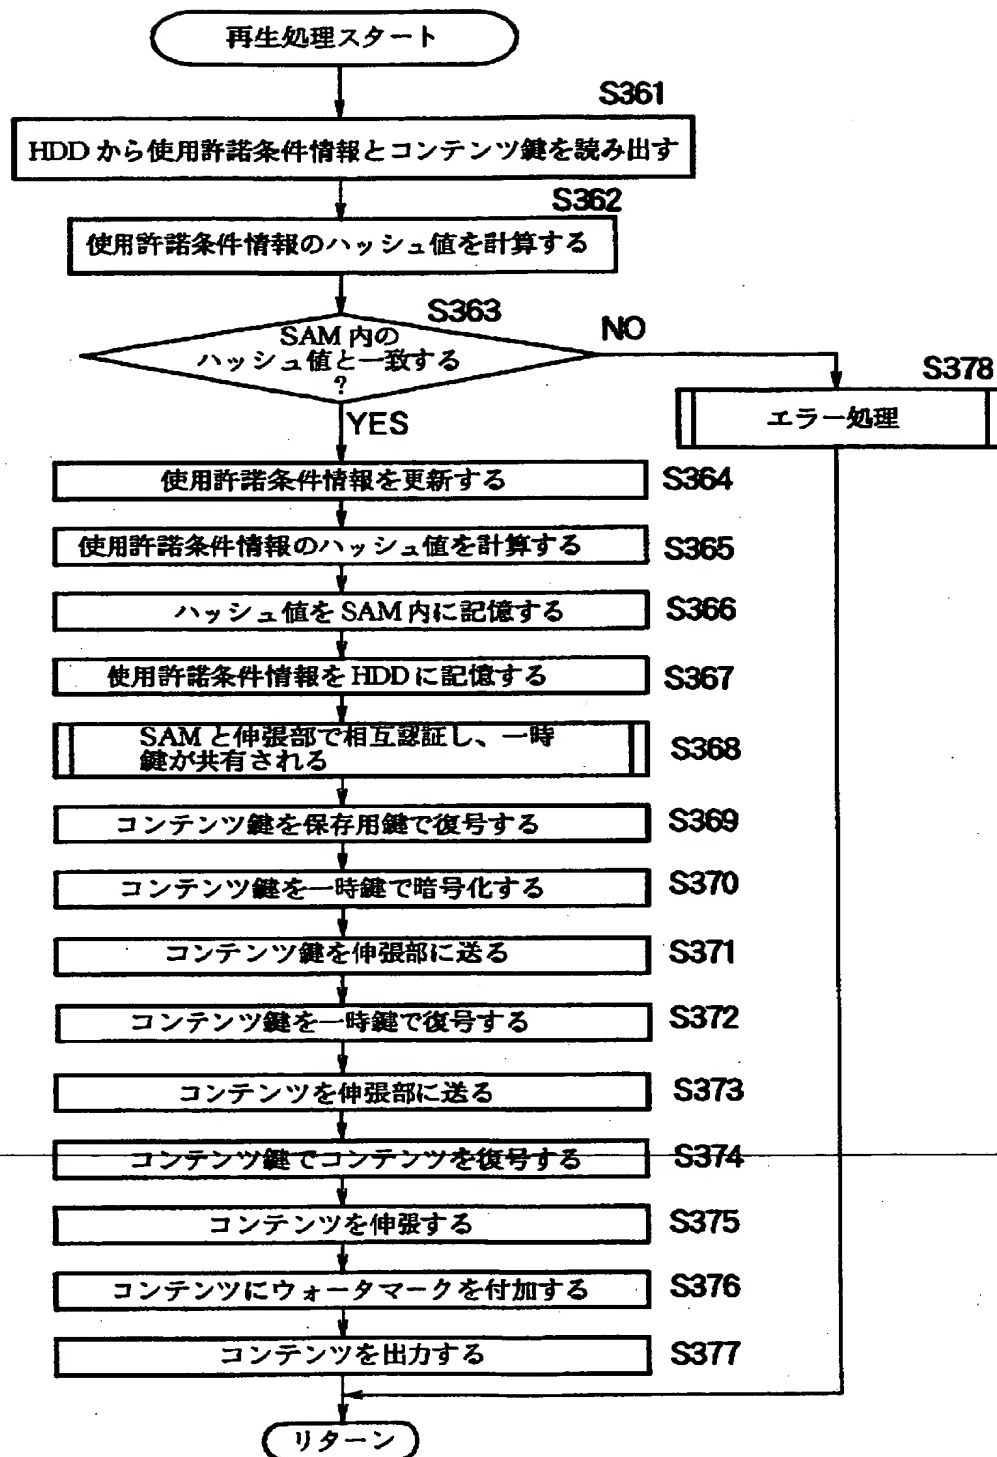 再生処理スタート
S361
HDDから使用許諾条件情報とコンテンツ鍵を読み出す
S362
使用許諾条件情報のハッシュ値を計算する
S363
SAM内の
ハッシュ値と一致する
?
NO
YES
S378
エラー処理
使用許諾条件情報を更新する
S364
使用許諾条件情報のハッシュ値を計算する
S365
ハッシュ値をSAM内に記憶する
S366
使用許諾条件情報をHDDに記憶する
S367
SAMと伸張部で相互認証し、一時
鍵が共有される
S368
コンテンツ鍵を保存用鍵で復号する
S369
コンテンツ鍵を一時鍵で暗号化する
S370
コンテンツ鍵を伸張部に送る
S371
コンテンツ鍵を一時鍵で復号する
S372
コンテンツを伸張部に送る
S373
コンテンツ鍵でコンテンツを復号する
S374
コンテンツを伸張する
S375
コンテンツにウォータマークを付加する
S376
コンテンツを出力する
S377
リターン